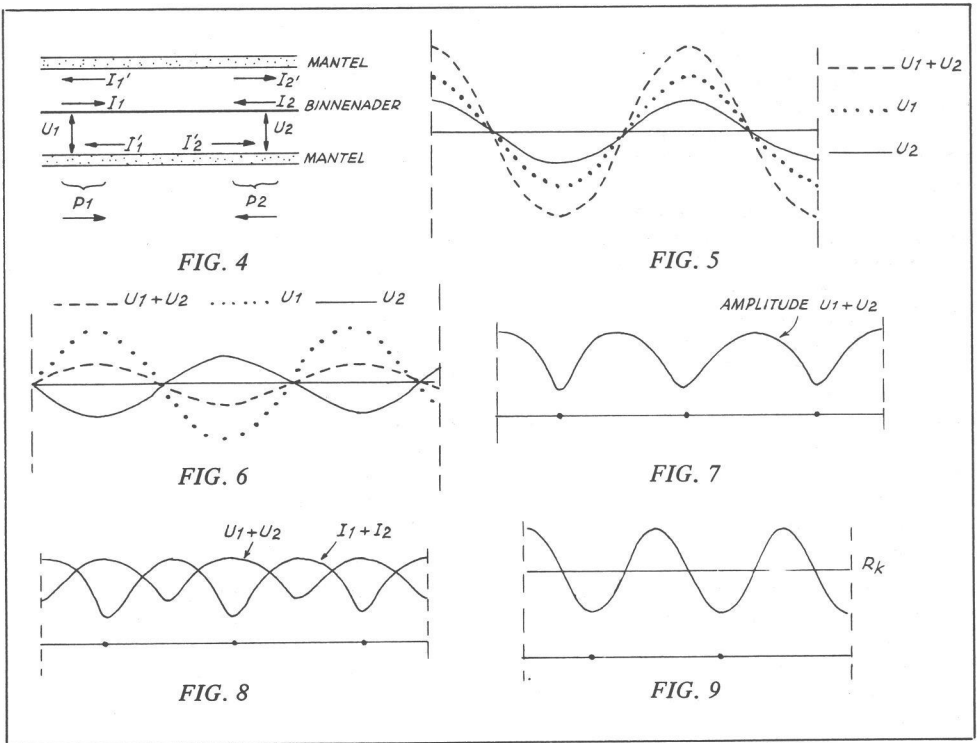 MANTEL
I1' I2'
I1 I2 BINNENADER
U1 U2
I'1 I'2
MANTEL
P1 P2
FIG. 4
U1+U2
U1
U2
FIG. 5
U1+U2 U1 U2
FIG. 6
AMPLITUDE U1+U2
FIG. 7
U1+U2 I1+I2
FIG. 8
Rk
FIG. 9